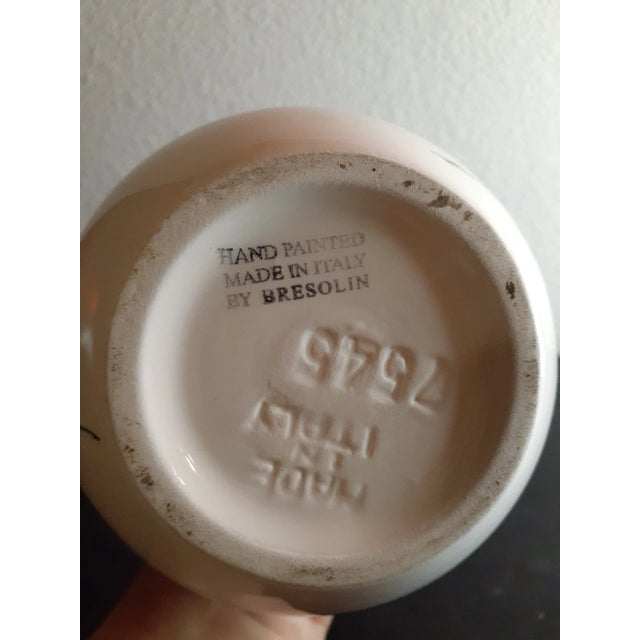 HAND PAINTED
MADE IN ITALY
BY BRESOLIN
7545
MADE
IN
ITALY